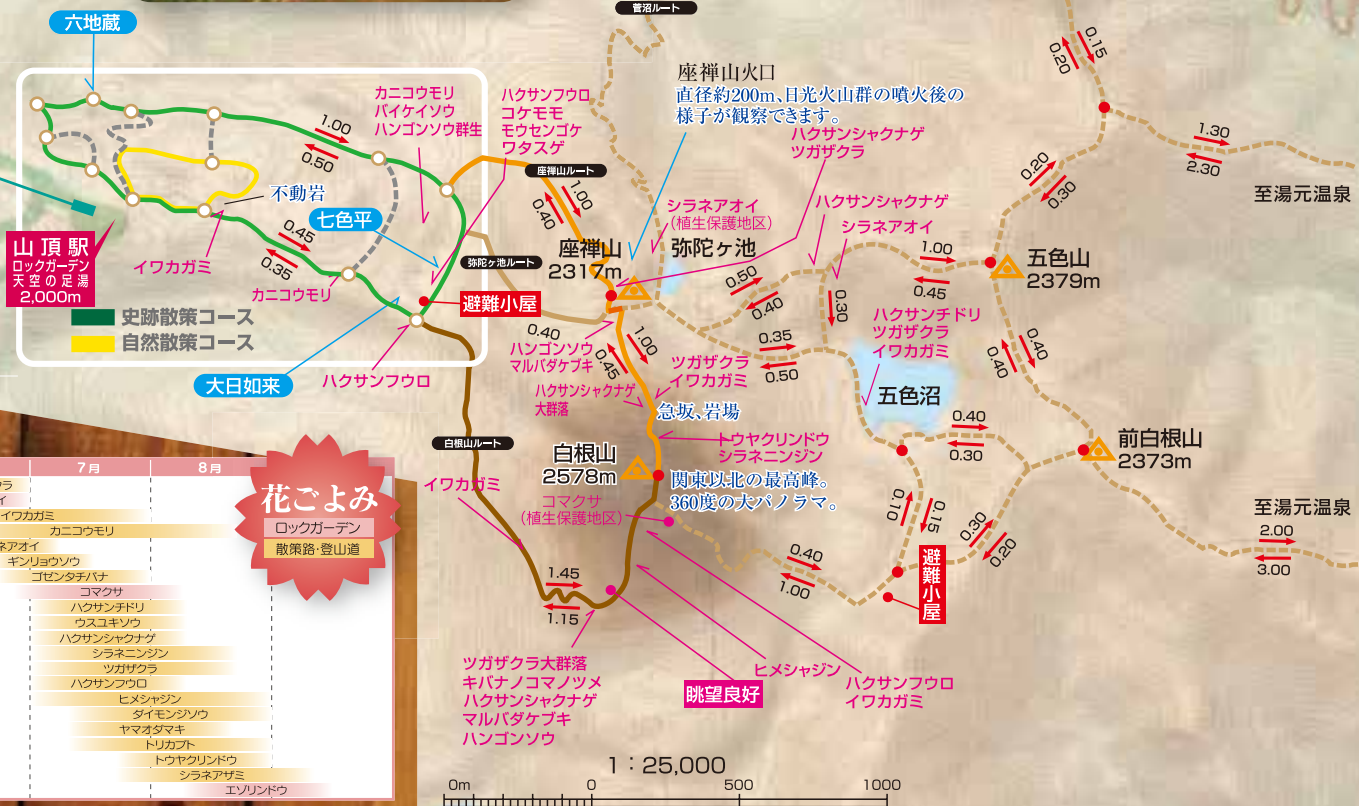 菅沼ルート
六地蔵
カニコウモリ
バイケイソウ
ハンゴンソウ群生
ハクサンフウロ
コケモモ
モウセンゴケ
ワタスゲ
座禅山火口
直径約200m、日光火山群の噴火後の
様子が観察できます。
ハクサンシャクナゲ
ツガザクラ
0.20
0.15
1.30
2.30
至湯元温泉
1.00
0.50
座禅山ルート
1.00
0.40
0.20
0.30
不動岩
七色平
シラネアオイ
(植生保護地区)
ハクサンシャクナゲ
シラネアオイ
山頂駅
ロックガーデン
天空の足湯
2,000m
イワカガミ
0.45
0.35
カニコウモリ
弥陀ヶ池ルート
座禅山
2317m
弥陀ヶ池
1.00
0.45
五色山
2379m
0.50
0.40
0.30
避難小屋
史跡散策コース
自然散策コース
0.40
ハンゴンソウ
マルバダケブキ
0.45
1.00
0.35
0.50
ハクサンチドリ
ツガザクラ
イワカガミ
0.40
0.40
大日如来
ハクサンフウロ
ハクサンシャクナゲ
大群落
ツガザクラ
イワカガミ
急坂、岩場
五色沼
0.40
0.30
白根山ルート
トウヤクリンドウ
シラネニンジン
白根山
2578m
前白根山
2373m
関東以北の最高峰。
360度の大パノラマ。
イワカガミ
コマクサ
(植生保護地区)
0.10
0.15
0.30
0.20
至湯元温泉
2.00
3.00
0.40
1.00
避難小屋
1.45
1.15
ツガザクラ大群落
キバナノコマノツメ
ハクサンシャクナゲ
マルバダケブキ
ハンゴンソウ
眺望良好
ヒメシャジン
ハクサンフウロ
イワカガミ
7月
8月
花ごよみ
ロックガーデン
散策路・登山道
クラ
イ
イワカガミ
カニコウモリ
ネアオイ
ギンリョウソウ
ゴゼンタチバナ
コマクサ
ハクサンチドリ
ウスユキソウ
ハクサンシャクナゲ
シラネニンジン
ツガザクラ
ハクサンフウロ
ヒメシャジン
ダイモンジソウ
ヤマオダマキ
トリカブト
トウヤクリンドウ
シラネアザミ
エゾリンドウ
1：25,000
0m
0
500
1000